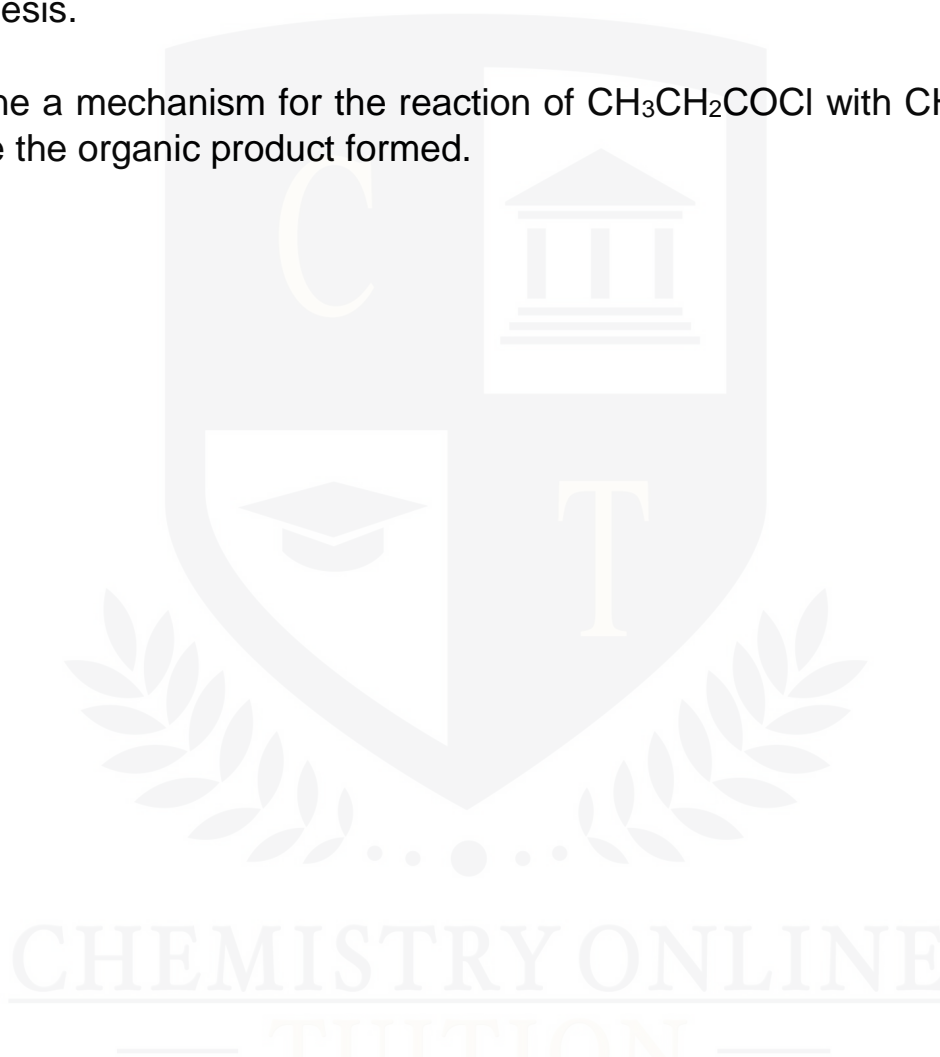 esis.
ne a mechanism for the reaction of CH₃CH₂COCl with CH
e the organic product formed.
C
T
CHEMISTRY ONLINE
TUITION